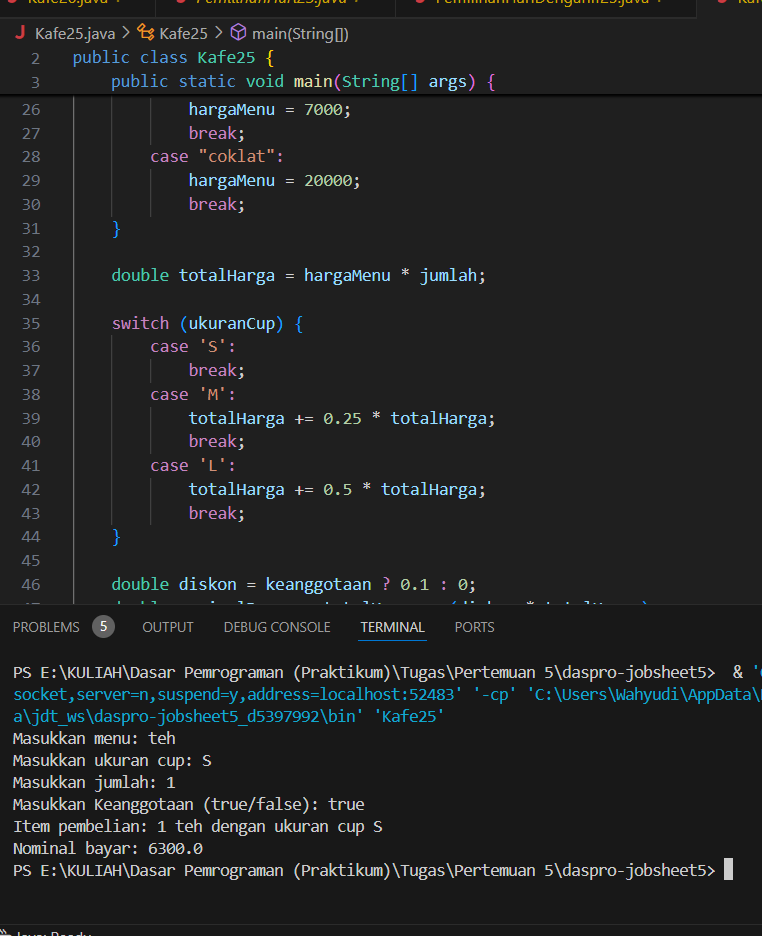 Kafe25.java > Kafe25 > main(String[])
2 public class Kafe25 {
3 public static void main(String[] args) {
26 hargaMenu = 7000;
27 break;
28 case "coklat":
29 hargaMenu = 20000;
30 break;
31 }
32
33 double totalHarga = hargaMenu * jumlah;
34
35 switch (ukuranCup) {
36 case 'S':
37 break;
38 case 'M':
39 totalHarga += 0.25 * totalHarga;
40 break;
41 case 'L':
42 totalHarga += 0.5 * totalHarga;
43 break;
44 }
45
46 double diskon = keanggotaan ? 0.1 : 0;
PROBLEMS 5 OUTPUT DEBUG CONSOLE TERMINAL PORTS
PS E:\KULIAH\Dasar Pemrograman (Praktikum)\Tugas\Pertemuan 5\daspro-jobsheet5> & '
socket,server=n,suspend=y,address=localhost:52483' '-cp' 'C:\Users\Wahyudi\AppData\
a\jdt_ws\daspro-jobsheet5_d5397992\bin' 'Kafe25'
Masukkan menu: teh
Masukkan ukuran cup: S
Masukkan jumlah: 1
Masukkan Keanggotaan (true/false): true
Item pembelian: 1 teh dengan ukuran cup S
Nominal bayar: 6300.0
PS E:\KULIAH\Dasar Pemrograman (Praktikum)\Tugas\Pertemuan 5\daspro-jobsheet5>